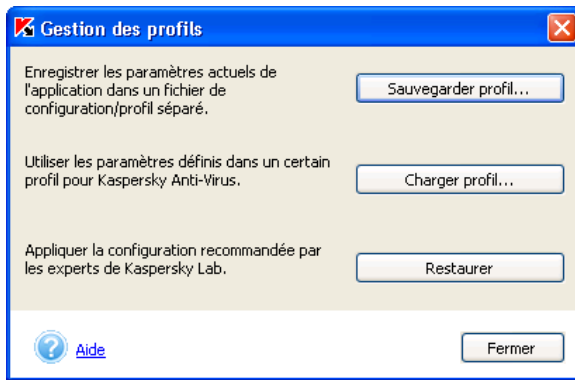 Gestion des profils
Enregistrer les paramètres actuels de
l'application dans un fichier de
configuration/profil séparé.
Sauvegarder profil...
Utiliser les paramètres définis dans un certain
profil pour Kaspersky Anti-Virus.
Charger profil...
Appliquer la configuration recommandée par
les experts de Kaspersky Lab.
Restaurer
Aide
Fermer